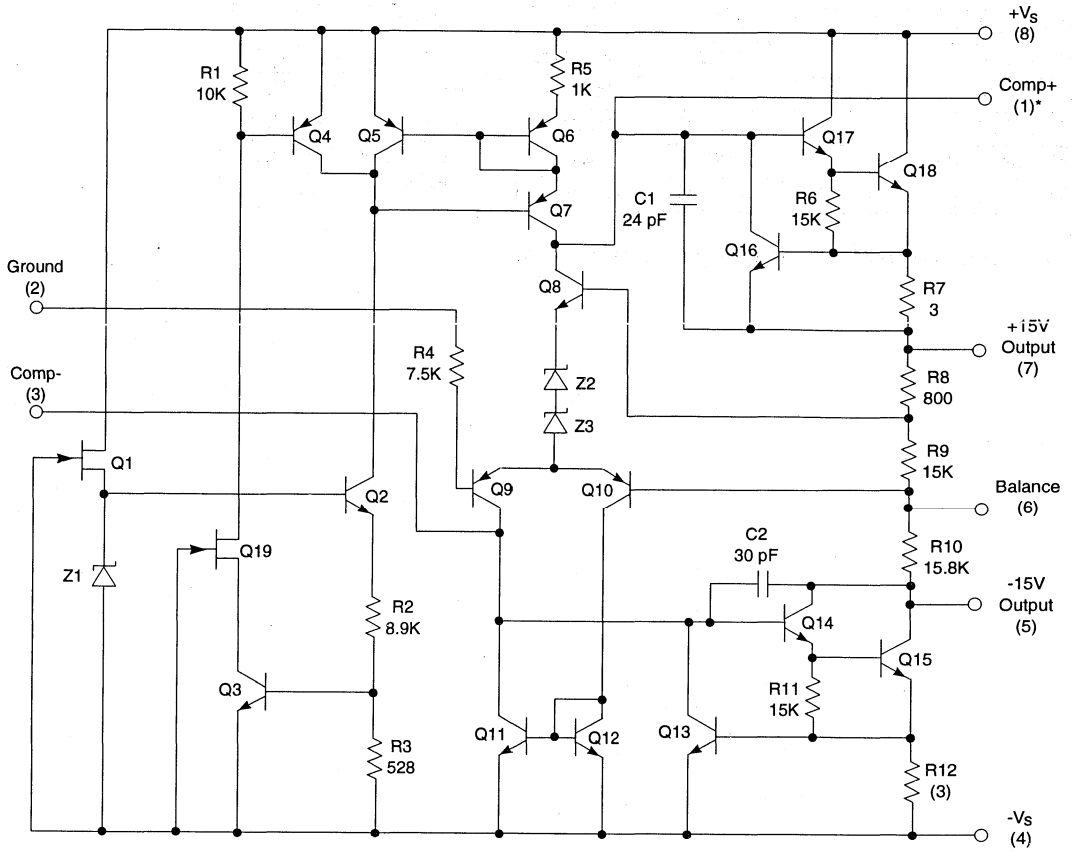 +VS
(8)
R1
10K
R5
1K
Comp+
(1)*
Q4
Q5
Q6
Q17
Q18
C1
24 pF
R6
15K
Q7
Q16
Ground
(2)
Q8
R7
3
+15V
Output
(7)
R4
7.5K
Comp-
(3)
Z2
R8
800
Z3
Q1
R9
15K
Q9
Q10
Q2
Balance
(6)
Q19
C2
30 pF
R10
15.8K
Z1
-15V
Output
(5)
R2
8.9K
Q14
Q15
Q3
R11
15K
Q11
Q12
Q13
R3
528
R12
(3)
-VS
(4)